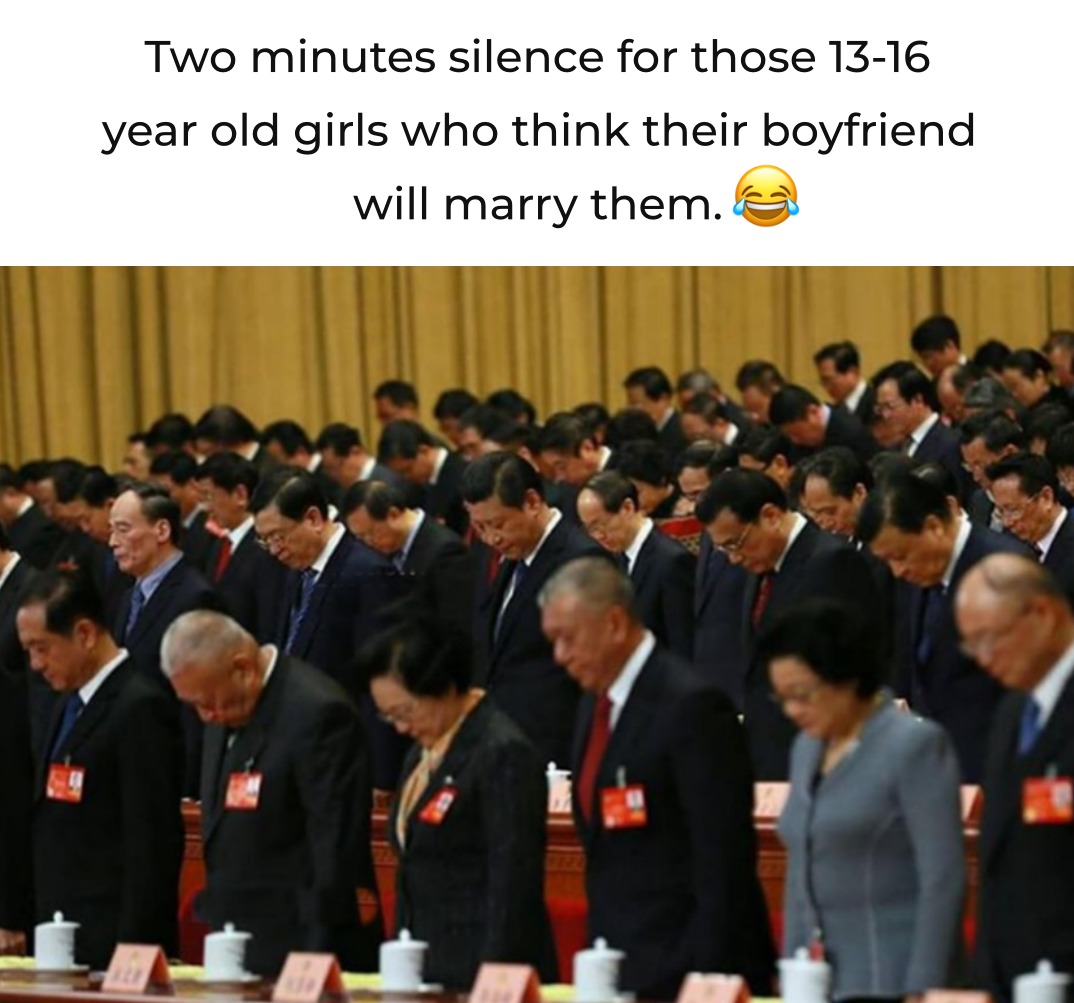 Two minutes silence for those 13-16
year old girls who think their boyfriend
will marry them. 😂